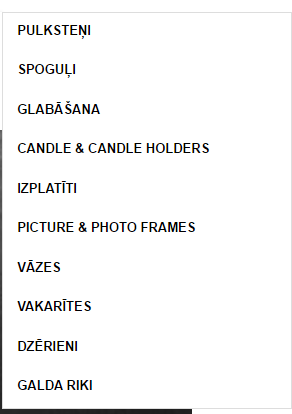 PULKSTEŅI
SPOGUĻI
GLABĀŠANA
CANDLE & CANDLE HOLDERS
IZPLATĪTI
PICTURE & PHOTO FRAMES
VĀZES
VAKARĪTES
DZĒRIENI
GALDA RIKI